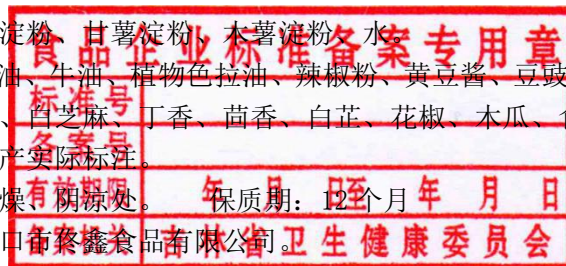 淀粉、甘薯淀粉、木薯淀粉、水。
食品企业标准备案专用章
油、牛油、植物色拉油、辣椒粉、黄豆酱、豆豉
标准号
、白芝麻、丁香、茴香、白芷、花椒、木瓜、
备案号
产实际标注。
燥、阴凉处。 保质期：12个月
有效期限 年 月 日至 年 月 日
口市佟鑫食品有限公司。
备案机洽 吉林省卫生健康委员会